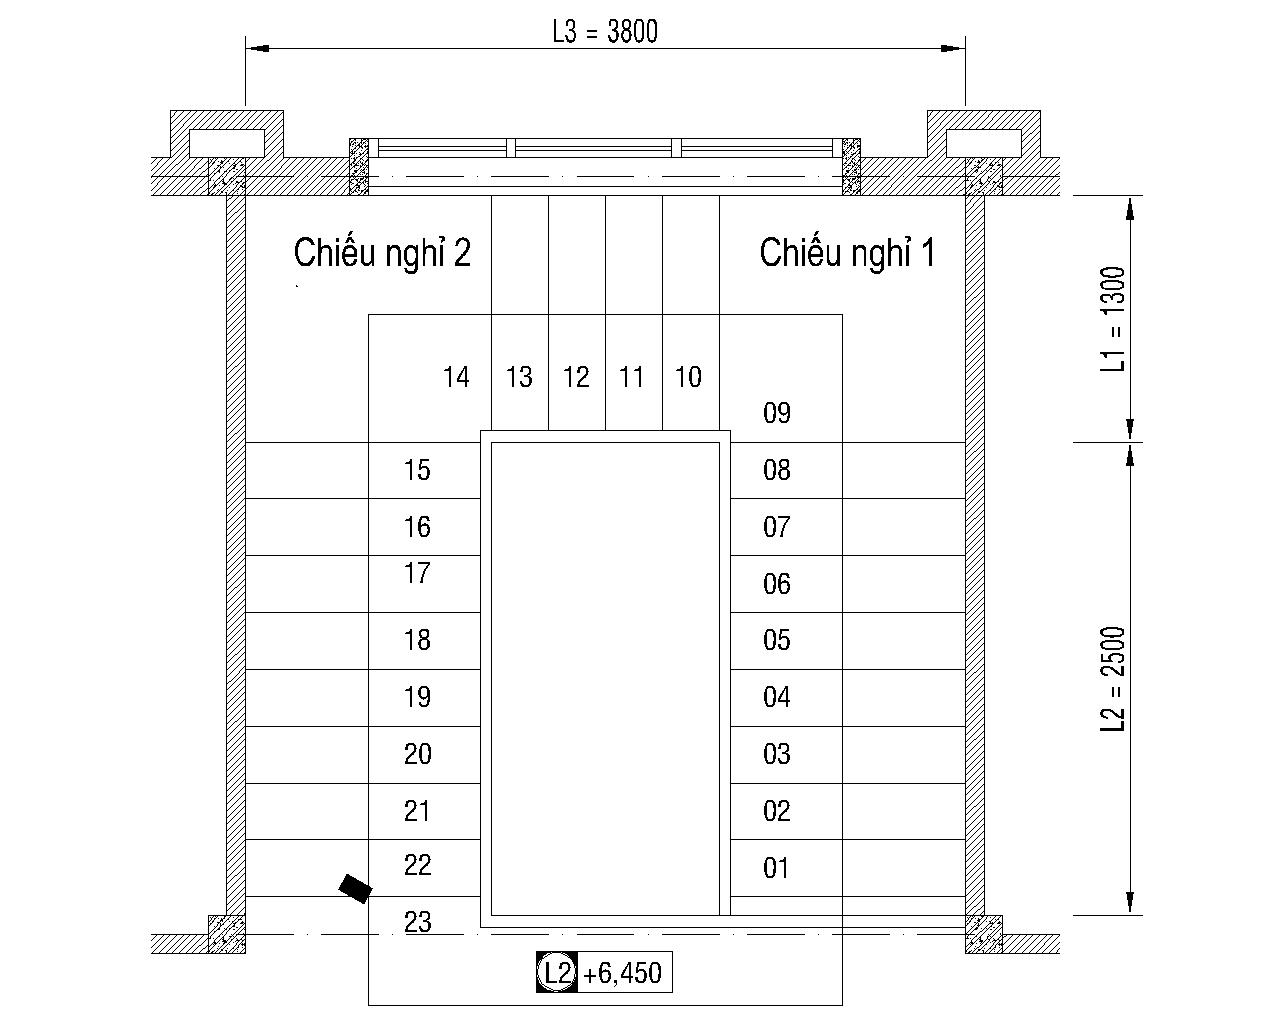 L3 = 3800
Chiếu nghỉ 2
Chiếu nghỉ 1
L1 = 1300
14 13 12 11 10
09
15 08
16 07
17 06
18 05
L2 = 2500
19 04
20 03
21 02
22 01
23
L2 +6,450